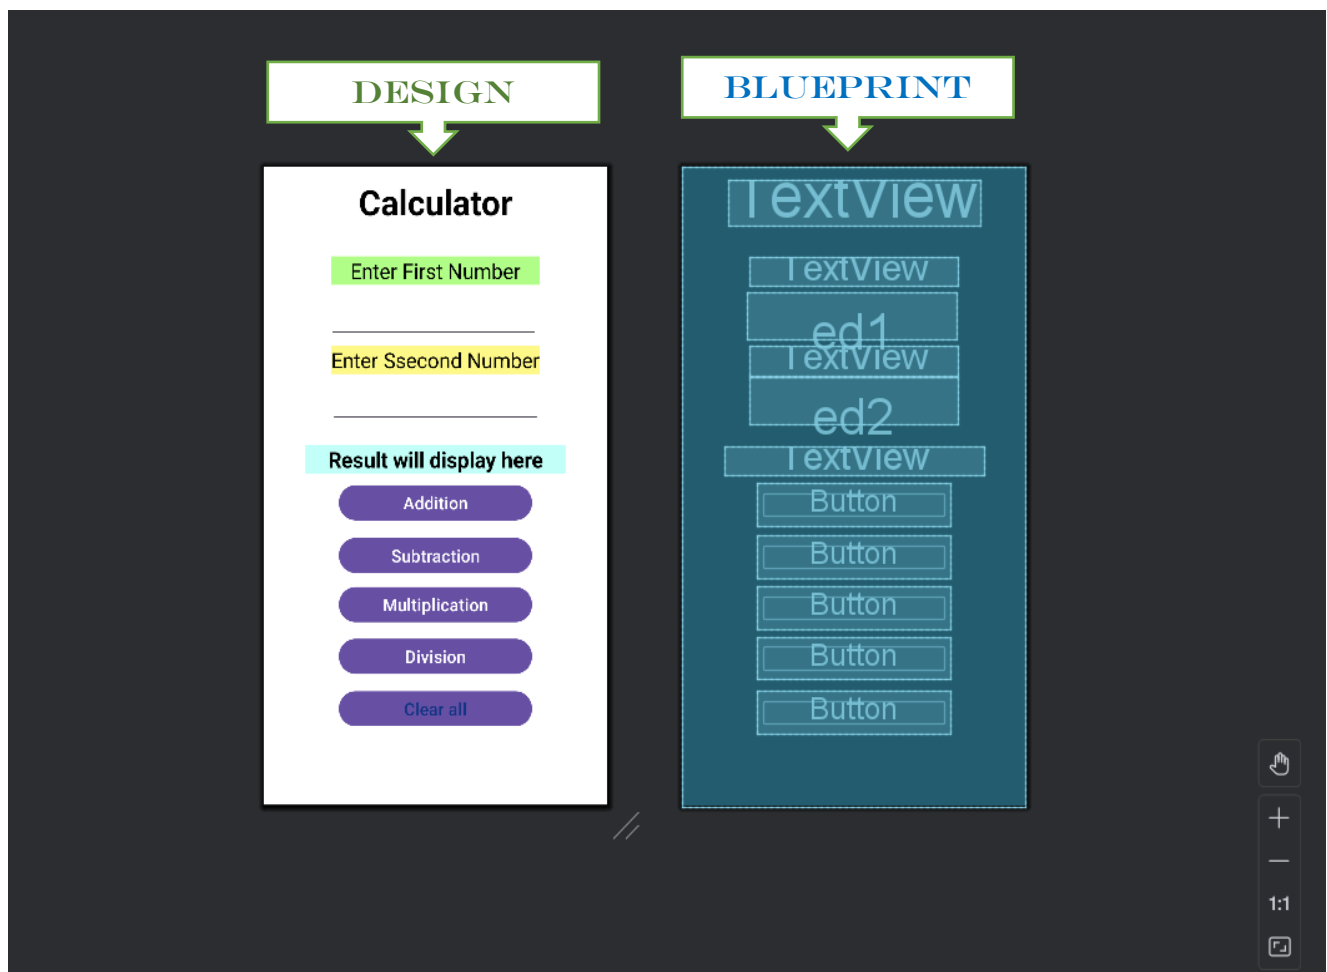 DESIGN
BLUEPRINT
Calculator
Enter First Number
Enter Ssecond Number
Result will display here
Addition
Subtraction
Multiplication
Division
Clear all
TextView
TextView
ed1
TextView
ed2
TextView
Button
Button
Button
Button
Button
1:1